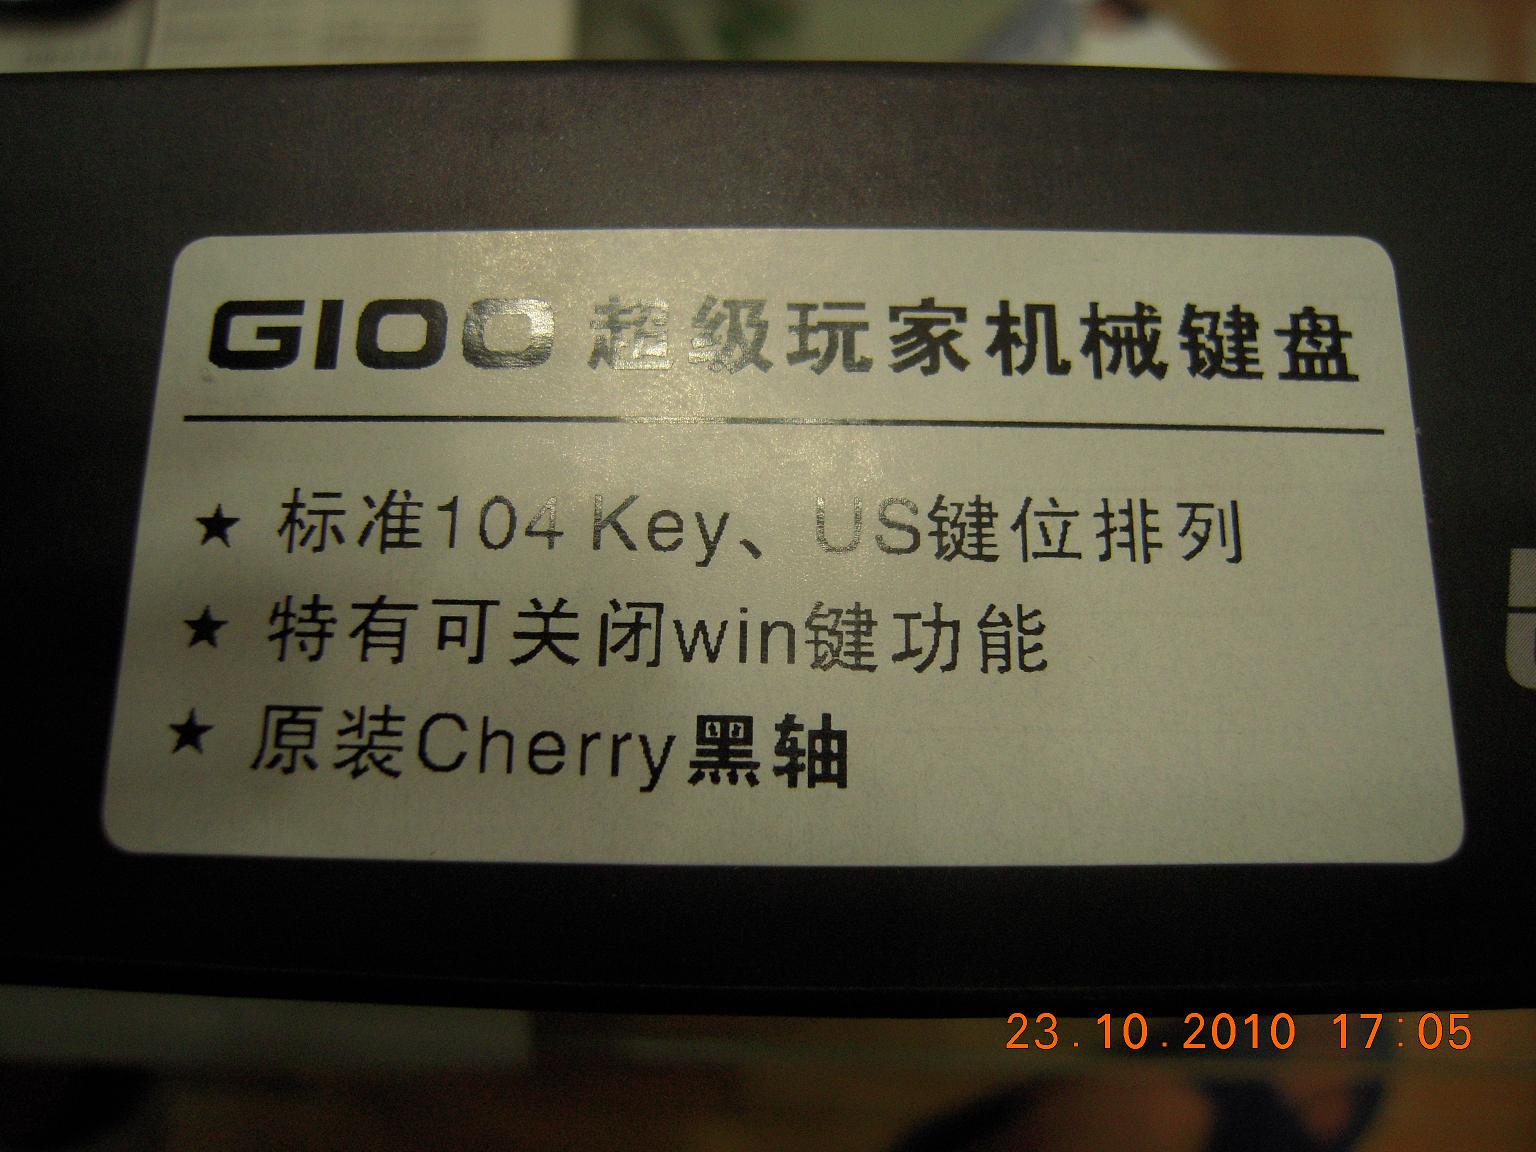 G100 超级玩家机械键盘
★ 标准104 Key、US键位排列
★ 特有可关闭win键功能
★ 原装Cherry黑轴
23.10.2010 17:05